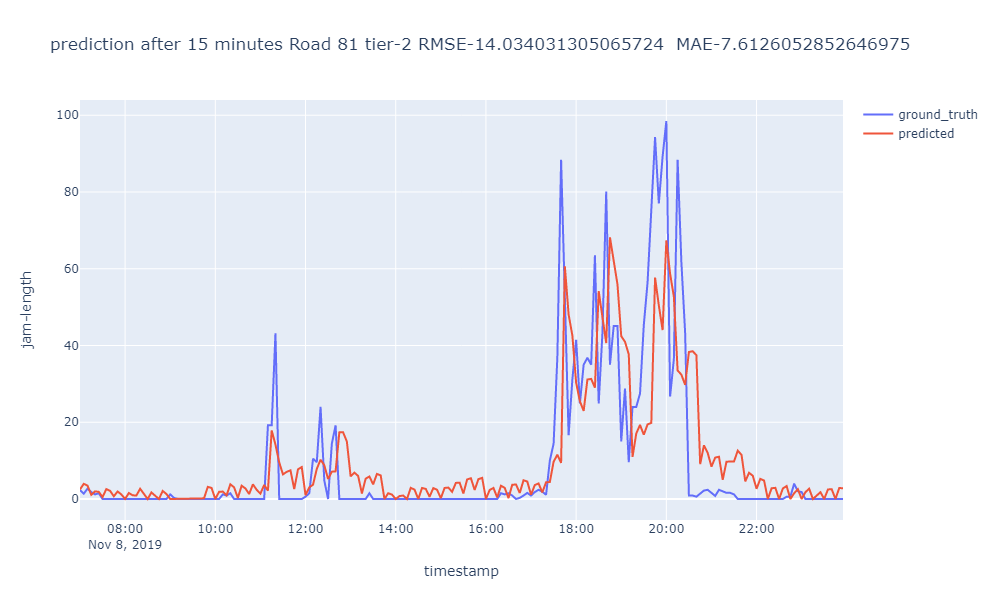 prediction after 15 minutes Road 81 tier-2 RMSE-14.034031305065724 MAE-7.6126052852646975
ground_truth
predicted
100
80
60
40
20
0
jam-length
08:00 10:00 12:00 14:00 16:00 18:00 20:00 22:00
Nov 8, 2019
timestamp